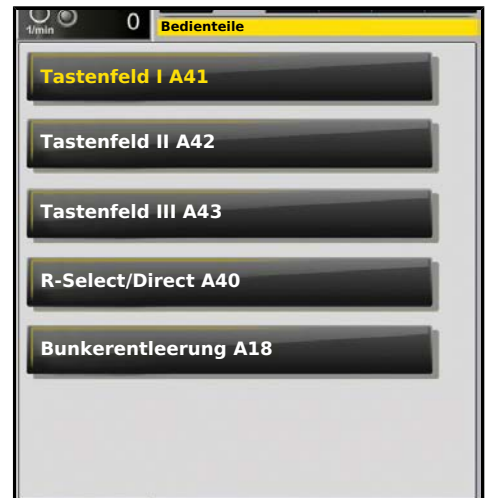 1/min 0 Bedienteile
Tastenfeld I A41
Tastenfeld II A42
Tastenfeld III A43
R-Select/Direct A40
Bunkerentleerung A18